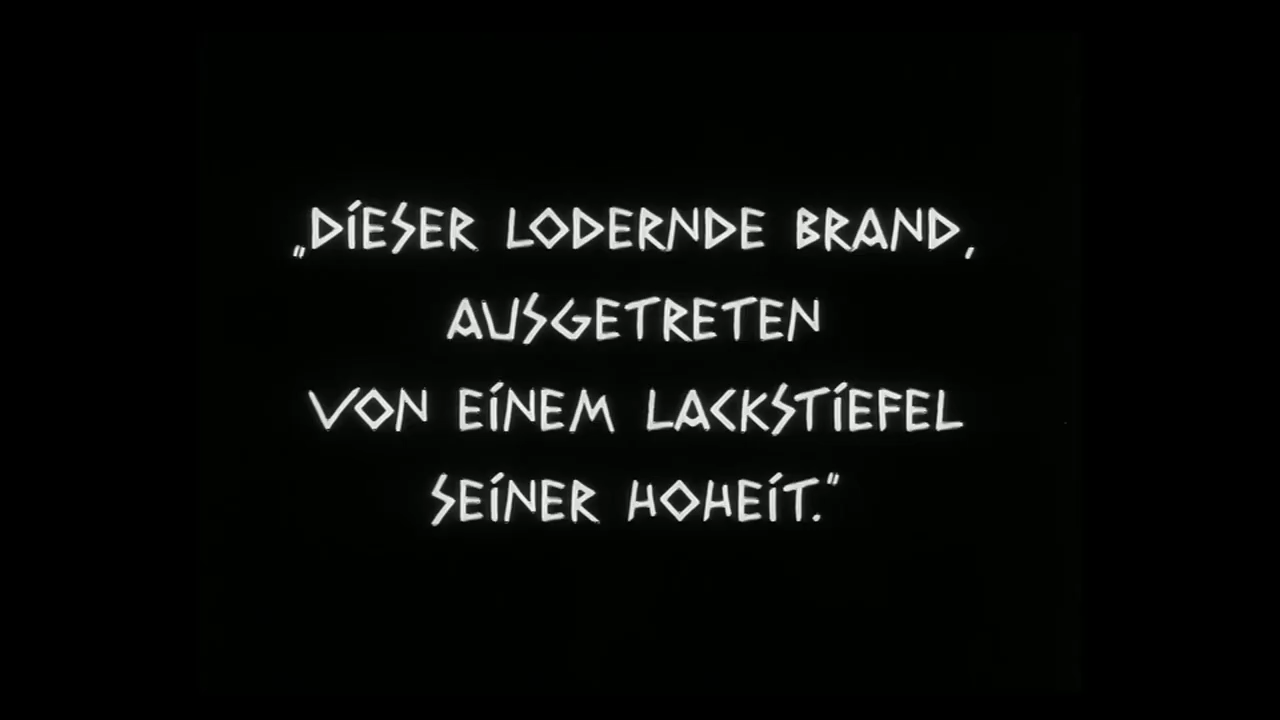 „DIESER LODERNDE BRAND,
AUSGETRETEN
VON EINEM LACKSTIEFEL
SEINER HOHEIT.“